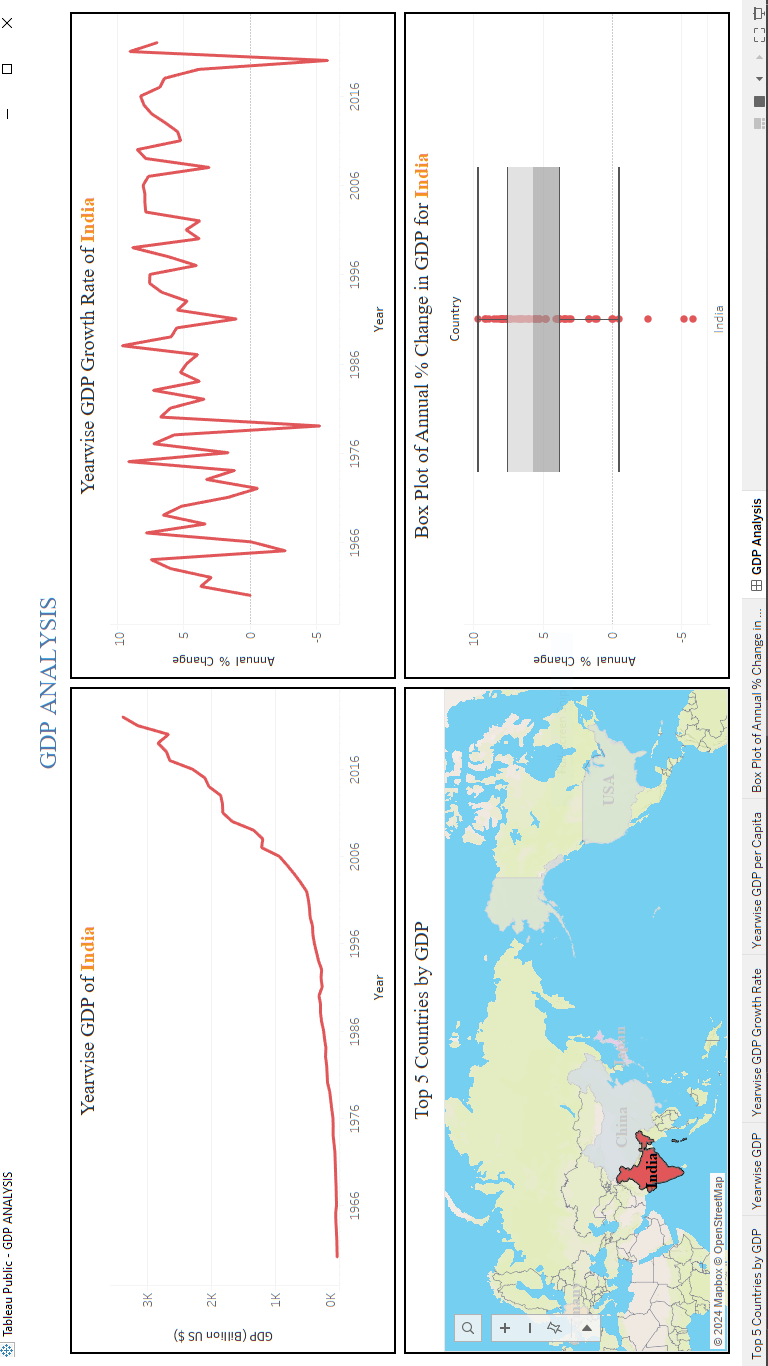 Tableau Public - GDP ANALYSIS
GDP ANALYSIS
Yearwise GDP of India
GDP (Billion US $)
3K
2K
1K
0K
1966
1976
1986
1996
2006
2016
Year
Yearwise GDP Growth Rate of India
Annual % Change
10
5
0
-5
1966
1976
1986
1996
2006
2016
Year
Top 5 Countries by GDP
USA
China
Japan
India
© 2024 Mapbox © OpenStreetMap
Box Plot of Annual % Change in GDP for India
Country
Annual % Change
10
5
0
-5
India
Top 5 Countries by GDP
Yearwise GDP
Yearwise GDP Growth Rate
Yearwise GDP per Capita
Box Plot of Annual % Change in ...
GDP Analysis